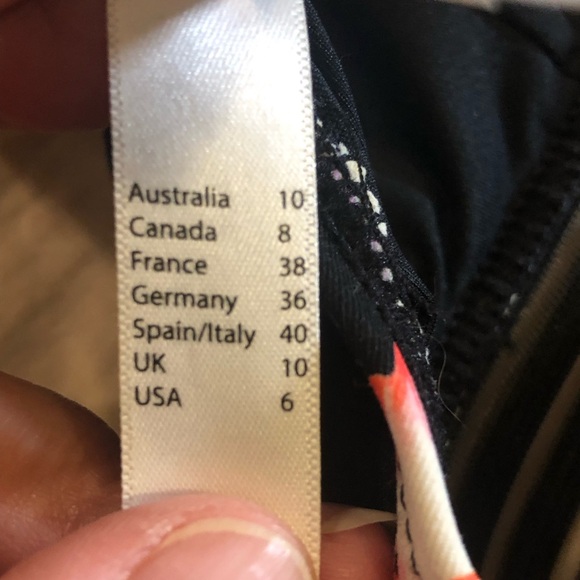 Australia 10
Canada 8
France 38
Germany 36
Spain/Italy 40
UK 10
USA 6